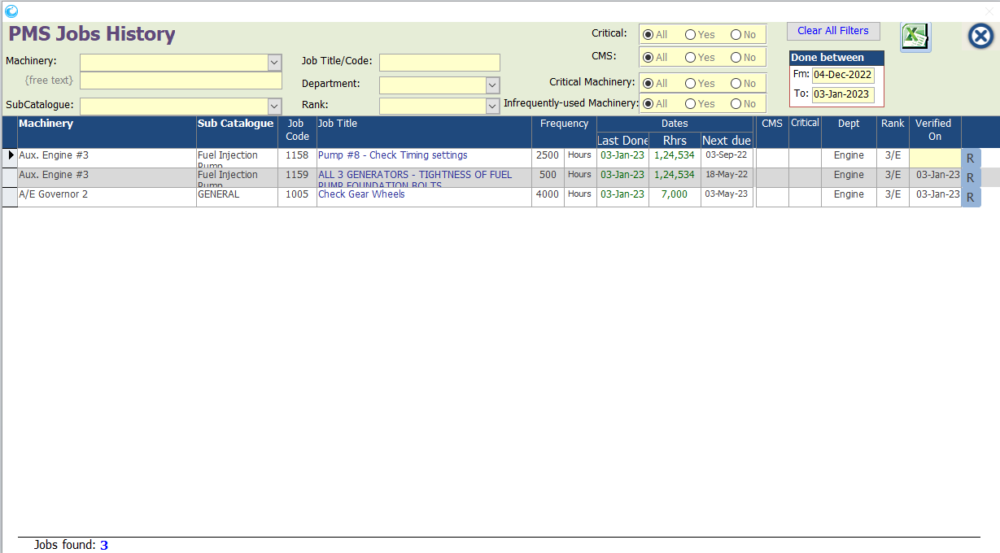 PMS Jobs History
Machinery:
{free text}
SubCatalogue:
Job Title/Code:
Department:
Rank:
Critical: All Yes No
CMS: All Yes No
Critical Machinery: All Yes No
Infrequently-used Machinery: All Yes No
Clear All Filters
Done between
Fm: 04-Dec-2022
To: 03-Jan-2023
Machinery Sub Catalogue Job Code Job Title Frequency Dates CMS Critical Dept Rank Verified On
Last Done Rhrs Next due
Aux. Engine #3 Fuel Injection Pump 1158 Pump #8 - Check Timing settings 2500 Hours 03-Jan-23 1,24,534 03-Sep-22 Engine 3/E R
Aux. Engine #3 Fuel Injection Pump 1159 ALL 3 GENERATORS - TIGHTNESS OF FUEL PUMP FOUNDATION BOLTS 500 Hours 03-Jan-23 1,24,534 18-May-22 Engine 3/E 03-Jan-23 R
A/E Governor 2 GENERAL 1005 Check Gear Wheels 4000 Hours 03-Jan-23 7,000 03-May-23 Engine 3/E 03-Jan-23 R
Jobs found: 3